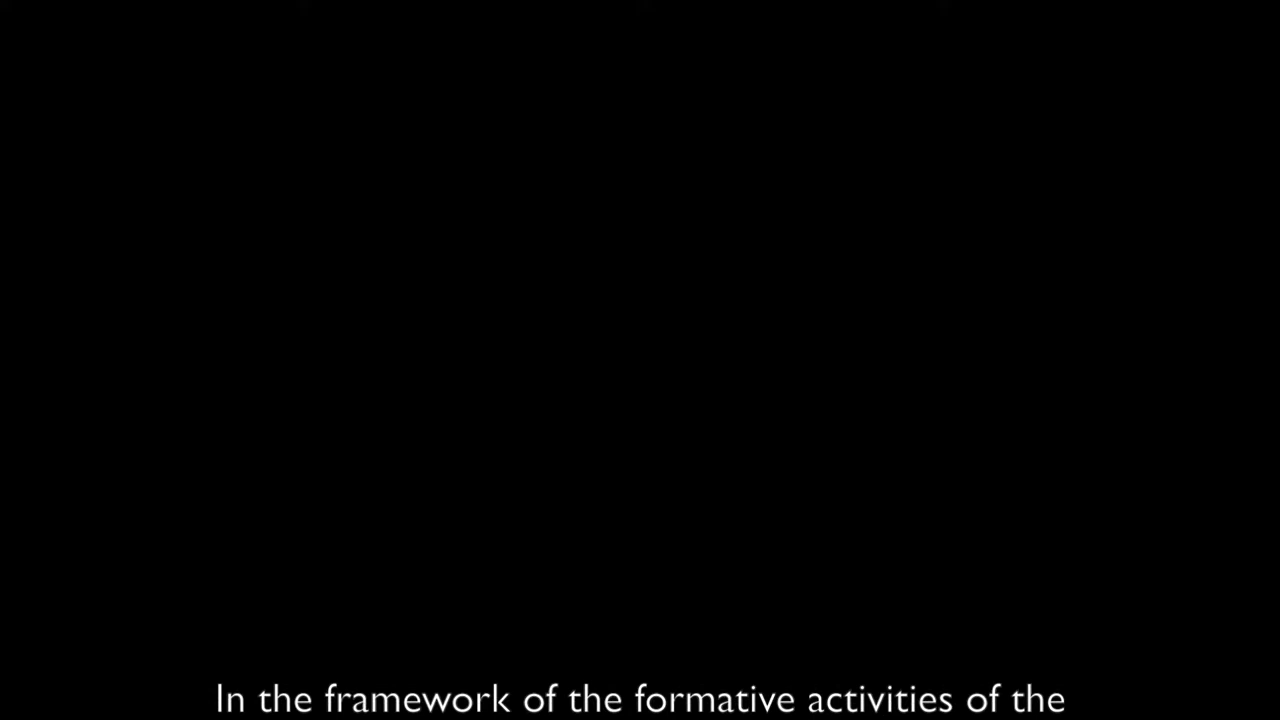 In the framework of the formative activities of the